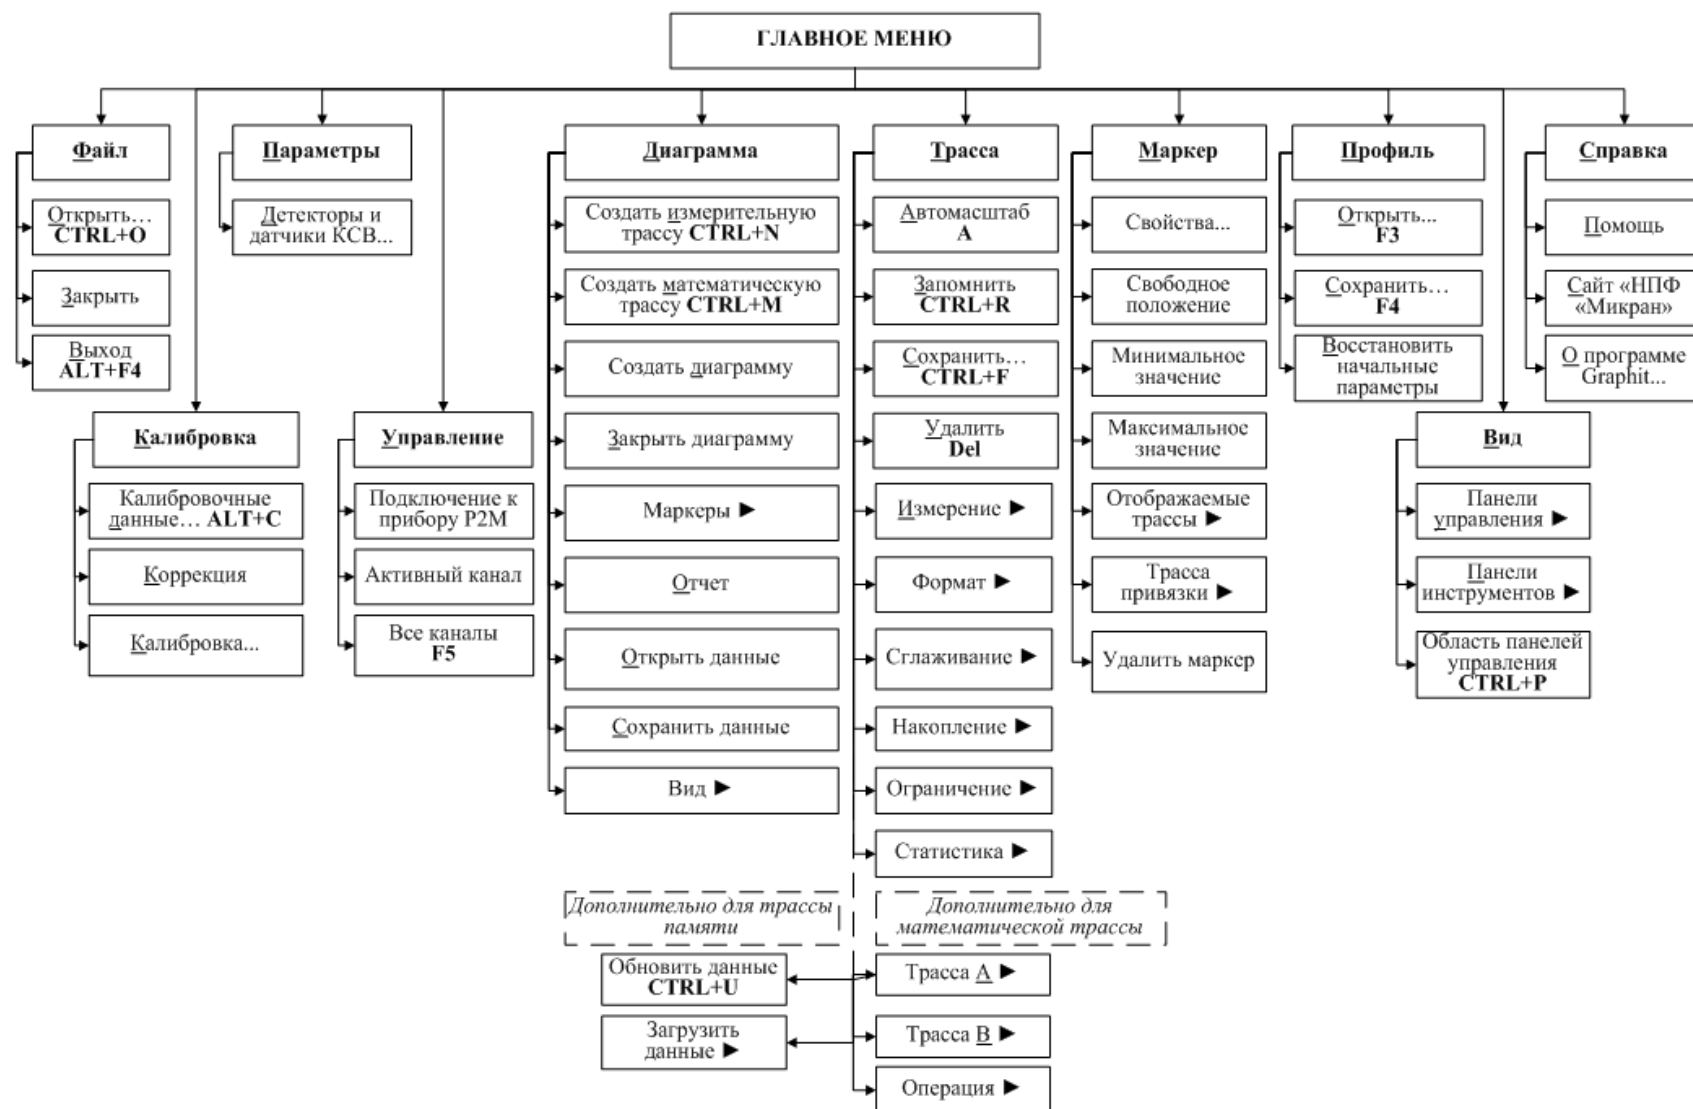 ГЛАВНОЕ МЕНЮ
Файл
Открыть…
CTRL+O
Закрыть
Выход
ALT+F4
Калибровка
Калибровочные
данные… ALT+C
Коррекция
Калибровка...
Параметры
Детекторы и
датчики КСВ...
Управление
Подключение к
прибору Р2М
Активный канал
Все каналы
F5
Диаграмма
Создать измерительную
трассу CTRL+N
Создать математическую
трассу CTRL+M
Создать диаграмму
Закрыть диаграмму
Маркеры ►
Отчет
Открыть данные
Сохранить данные
Вид ►
Трасса
Автомасштаб
A
Запомнить
CTRL+R
Сохранить…
CTRL+F
Удалить
Del
Измерение ►
Формат ►
Сглаживание ►
Накопление ►
Ограничение ►
Статистика ►
Дополнительно для трассы
памяти
Обновить данные
CTRL+U
Загрузить
данные ►
Дополнительно для
математической трассы
Трасса A ►
Трасса B ►
Операция ►
Маркер
Свойства...
Свободное
положение
Минимальное
значение
Максимальное
значение
Отображаемые
трассы ►
Трасса
привязки ►
Удалить маркер
Профиль
Открыть...
F3
Сохранить…
F4
Восстановить
начальные
параметры
Вид
Панели
управления ►
Панели
инструментов ►
Область панелей
управления
CTRL+P
Справка
Помощь
Сайт «НПФ
«Микран»
О программе
Graphit...